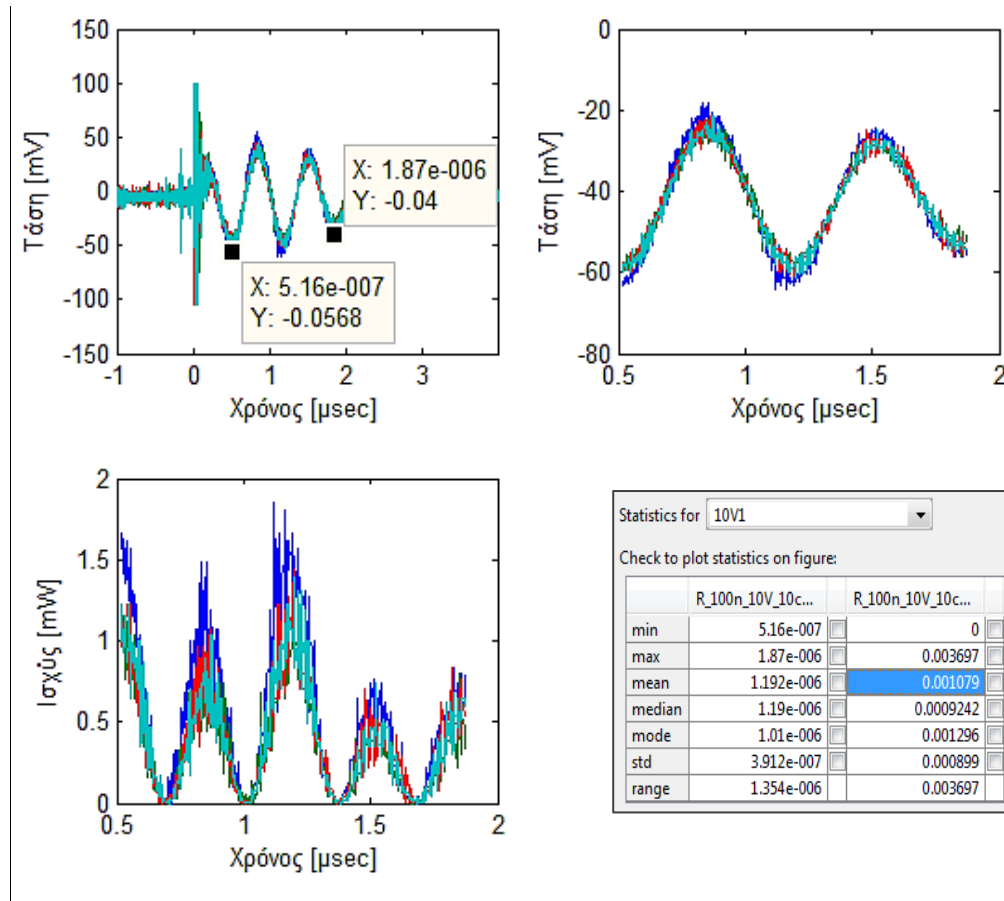 150
100
50
0
-50
-100
-150
-1
0
1
2
3
Τάση [mV]
Χρόνος [μsec]
X: 1.87e-006
Y: -0.04
X: 5.16e-007
Y: -0.0568
0
-20
-40
-60
-80
0.5
1
1.5
2
Τάση [mV]
Χρόνος [μsec]
2
1.5
1
0.5
0
0.5
1
1.5
2
Ισχύς [mW]
Χρόνος [μsec]
Statistics for 10V1
Check to plot statistics on figure:
R_100n_10V_10c... R_100n_10V_10c...
min 5.16e-007 0
max 1.87e-006 0.003697
mean 1.192e-006 0.001079
median 1.19e-006 0.0009242
mode 1.01e-006 0.001296
std 3.912e-007 0.000899
range 1.354e-006 0.003697